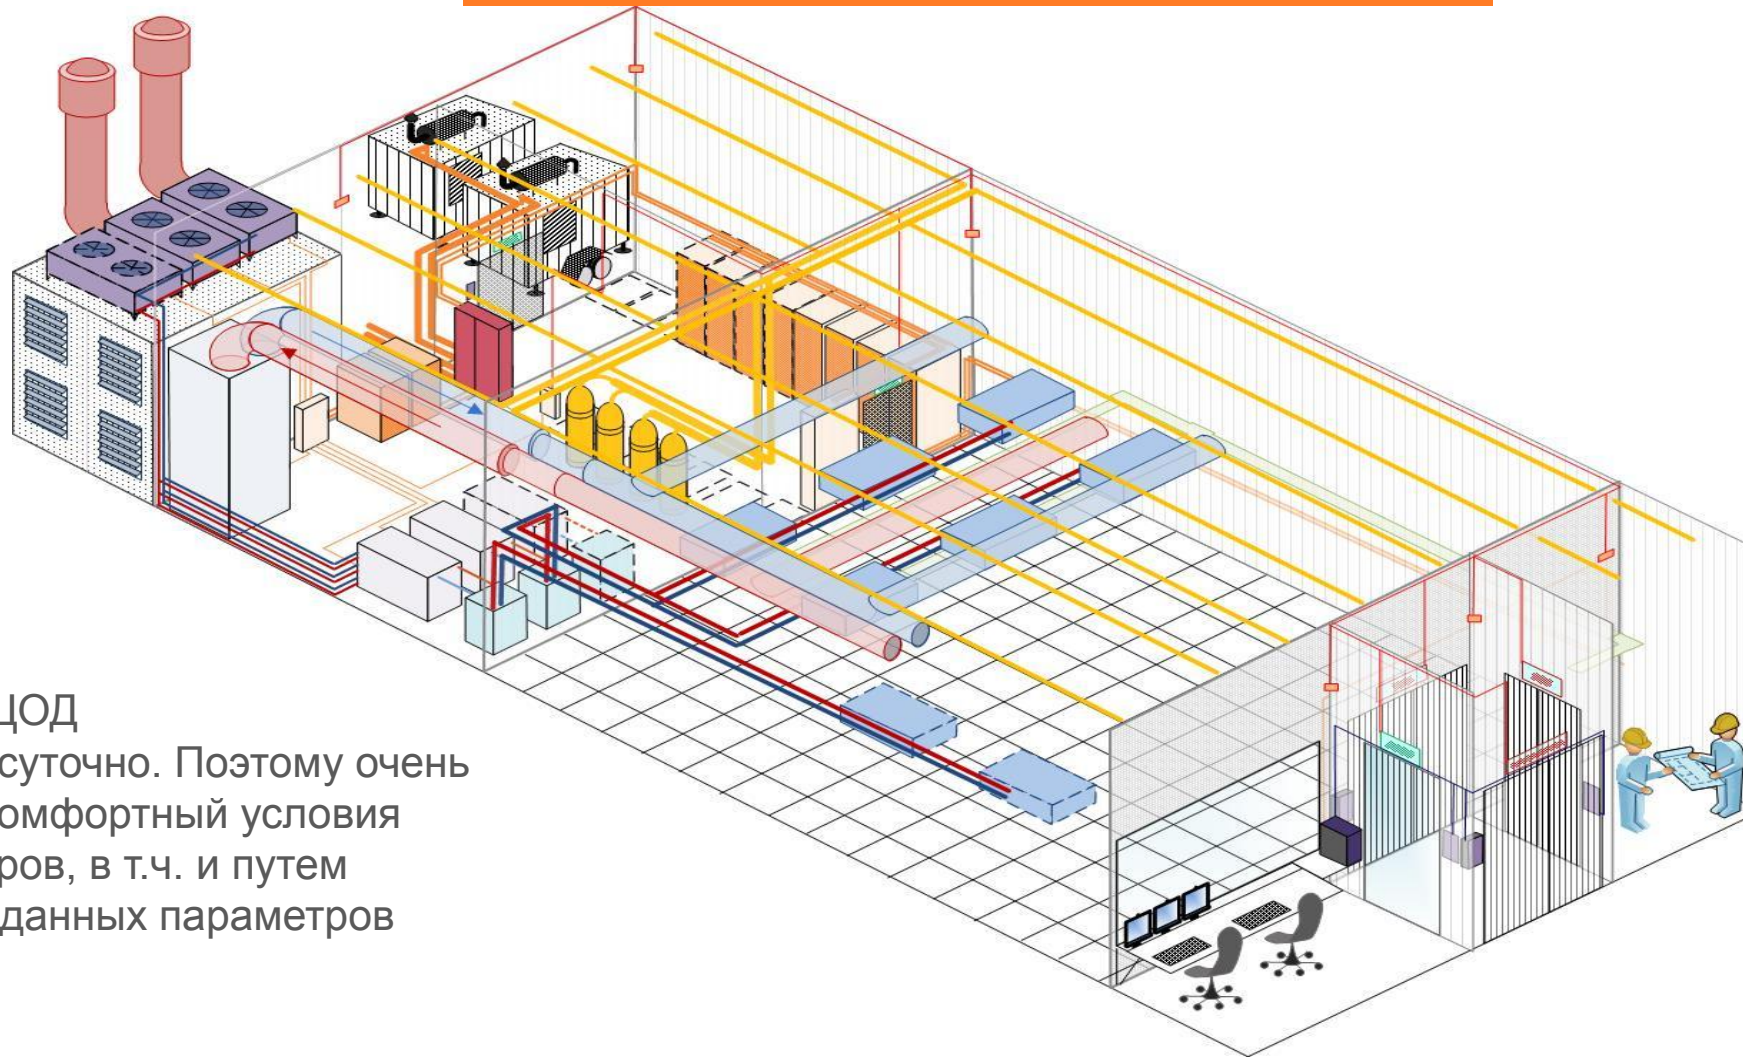 ЦОД
суточно. Поэтому очень
омфортный условия
ров, в т.ч. и путем
данных параметров